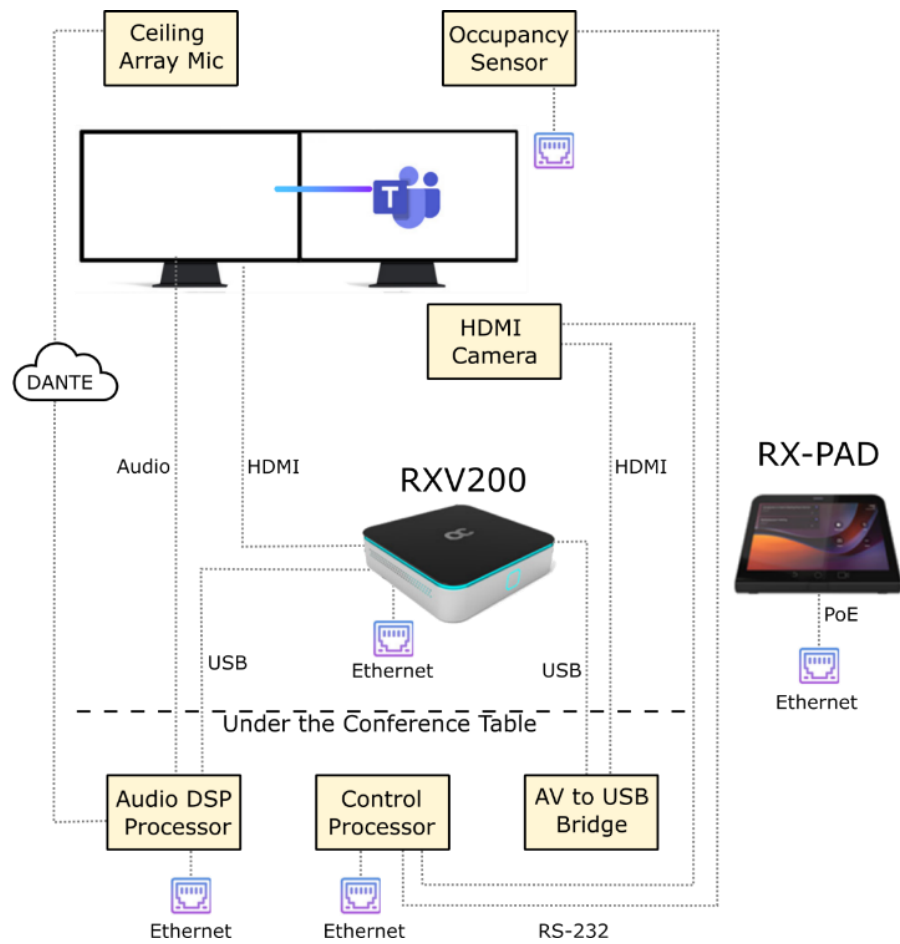 Ceiling
Array Mic
Occupancy
Sensor
T
HDMI
Camera
DANTE
Audio
HDMI
HDMI
RXV200
RX-PAD
PoE
USB
Ethernet
USB
Ethernet
Under the Conference Table
Audio DSP
Processor
Control
Processor
AV to USB
Bridge
Ethernet
Ethernet
RS-232